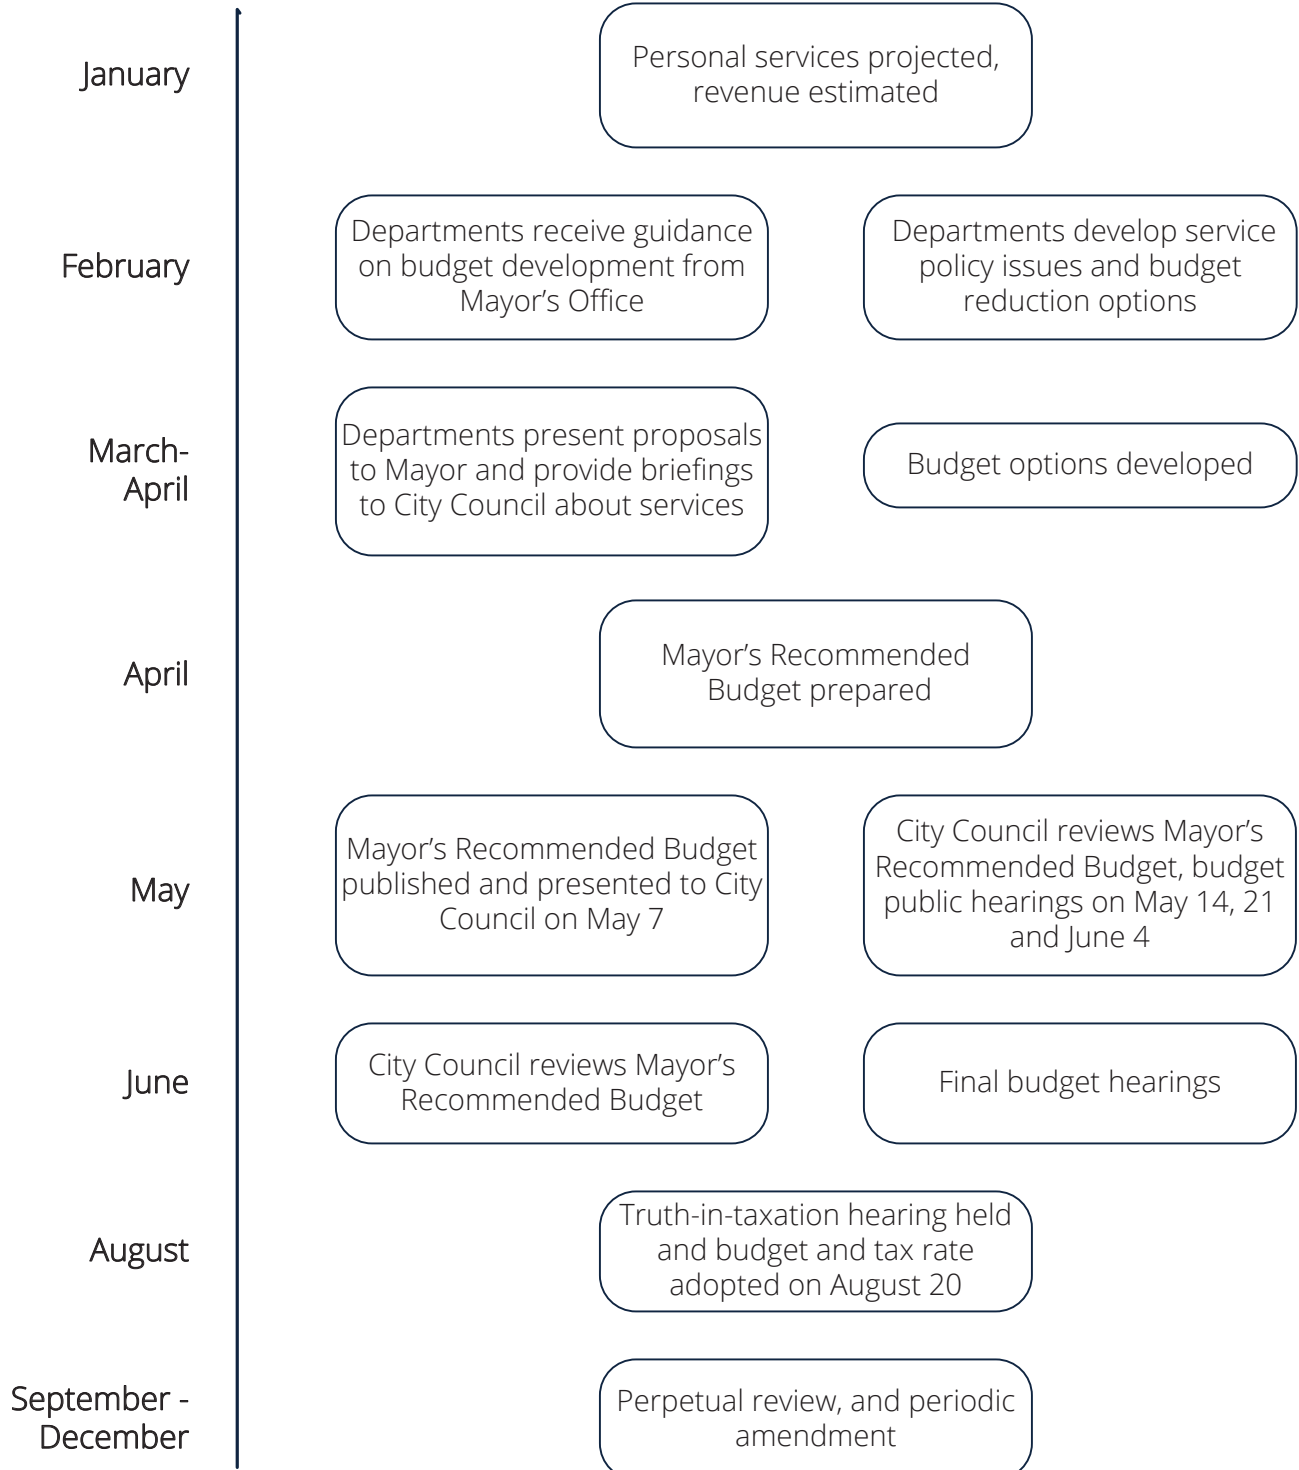 January
Personal services projected,
revenue estimated
February
Departments receive guidance
on budget development from
Mayor’s Office
Departments develop service
policy issues and budget
reduction options
March-
April
Departments present proposals
to Mayor and provide briefings
to City Council about services
Budget options developed
April
Mayor’s Recommended
Budget prepared
May
Mayor’s Recommended Budget
published and presented to City
Council on May 7
City Council reviews Mayor’s
Recommended Budget, budget
public hearings on May 14, 21
and June 4
June
City Council reviews Mayor’s
Recommended Budget
Final budget hearings
August
Truth-in-taxation hearing held
and budget and tax rate
adopted on August 20
September -
December
Perpetual review, and periodic
amendment